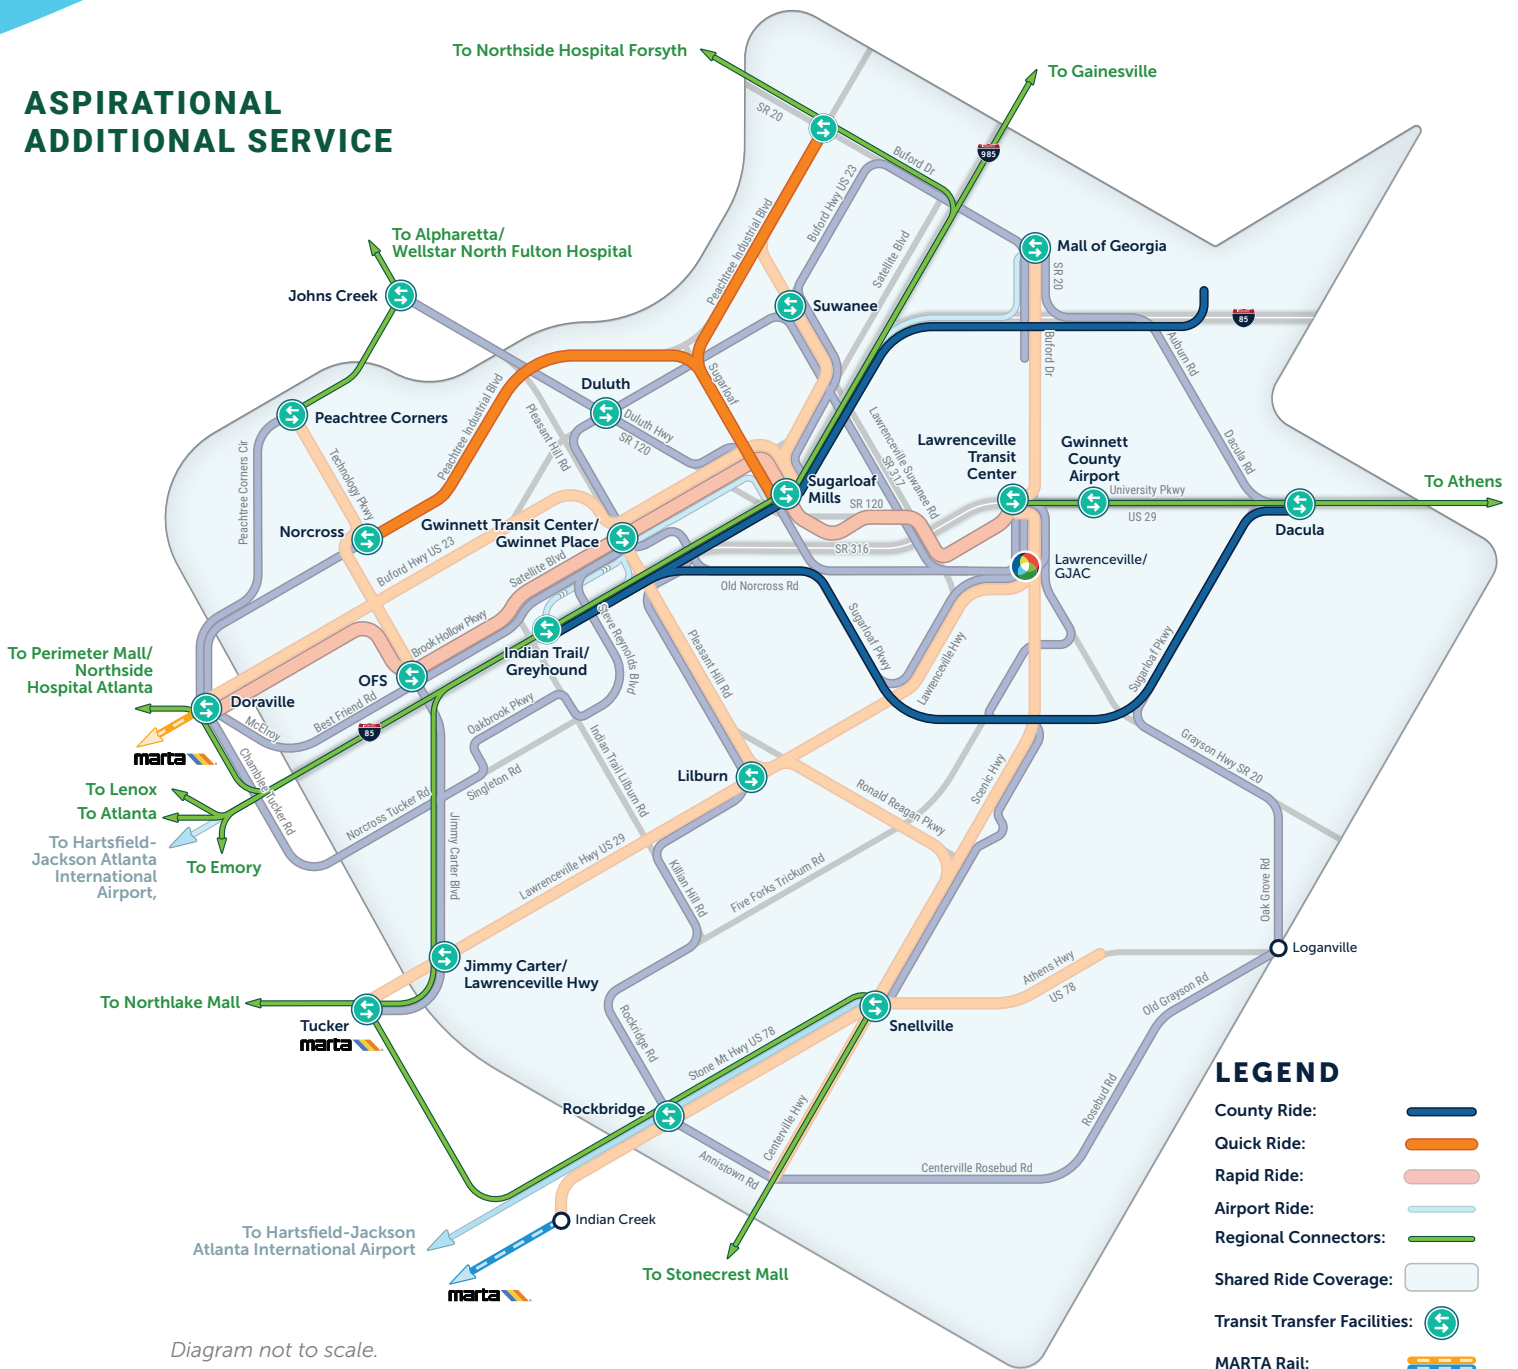 ASPIRATIONAL
ADDITIONAL SERVICE
To Northside Hospital Forsyth
To Gainesville
SR 20
985
Buford Dr
Buford Hwy US 23
Peachtree Industrial Blvd
Satellite Blvd
Mall of Georgia
SR 20
To Alpharetta/
Wellstar North Fulton Hospital
Johns Creek
Suwanee
85
Buford Dr
Auburn Rd
Duluth
Sugarloaf
Peachtree Industrial Blvd
Pleasant Hill Rd
Duluth Hwy
SR 120
Peachtree Corners
Peachtree Corners Cir
Technology Pkwy
Lawrenceville Suwanee Rd
SR 317
Lawrenceville
Transit
Center
Gwinnett
County
Airport
Dacula Rd
To Athens
University Pkwy
US 29
Dacula
Sugarloaf
Mills
SR 120
SR 316
Norcross
Gwinnett Transit Center/
Gwinnet Place
Buford Hwy US 23
Satellite Blvd
Lawrenceville/
GJAC
Old Norcross Rd
Brook Hollow Pkwy
Steve Reynolds Blvd
Indian Trail/
Greyhound
Pleasant Hill Rd
Sugarloaf Pkwy
Lawrenceville Hwy
Sugarloaf Pkwy
To Perimeter Mall/
Northside
Hospital Atlanta
OFS
Doraville
McElroy
Best Friend Rd
85
Oakbrook Pkwy
marta
Chamblee Tucker Rd
Indian Trail Lilburn Rd
Singleton Rd
Norcross Tucker Rd
Lilburn
Ronald Reagan Pkwy
Scenic Hwy
Grayson Hwy SR 20
To Lenox
To Atlanta
To Hartsfield-
Jackson Atlanta
International
Airport,
To Emory
Jimmy Carter Blvd
Lawrenceville Hwy US 29
Killian Hill Rd
Five Forks Trickum Rd
Oak Grove Rd
Loganville
Jimmy Carter/
Lawrenceville Hwy
To Northlake Mall
Tucker
marta
Athens Hwy
US 78
Old Grayson Rd
Snellville
Rockridge Rd
Stone Mt Hwy US 78
Rockbridge
Centerville Hwy
Rosebud Rd
Annistown Rd
Centerville Rosebud Rd
Indian Creek
To Hartsfield-Jackson
Atlanta International Airport
marta
To Stonecrest Mall
Diagram not to scale.
LEGEND
County Ride:
Quick Ride:
Rapid Ride:
Airport Ride:
Regional Connectors:
Shared Ride Coverage:
Transit Transfer Facilities:
MARTA Rail: